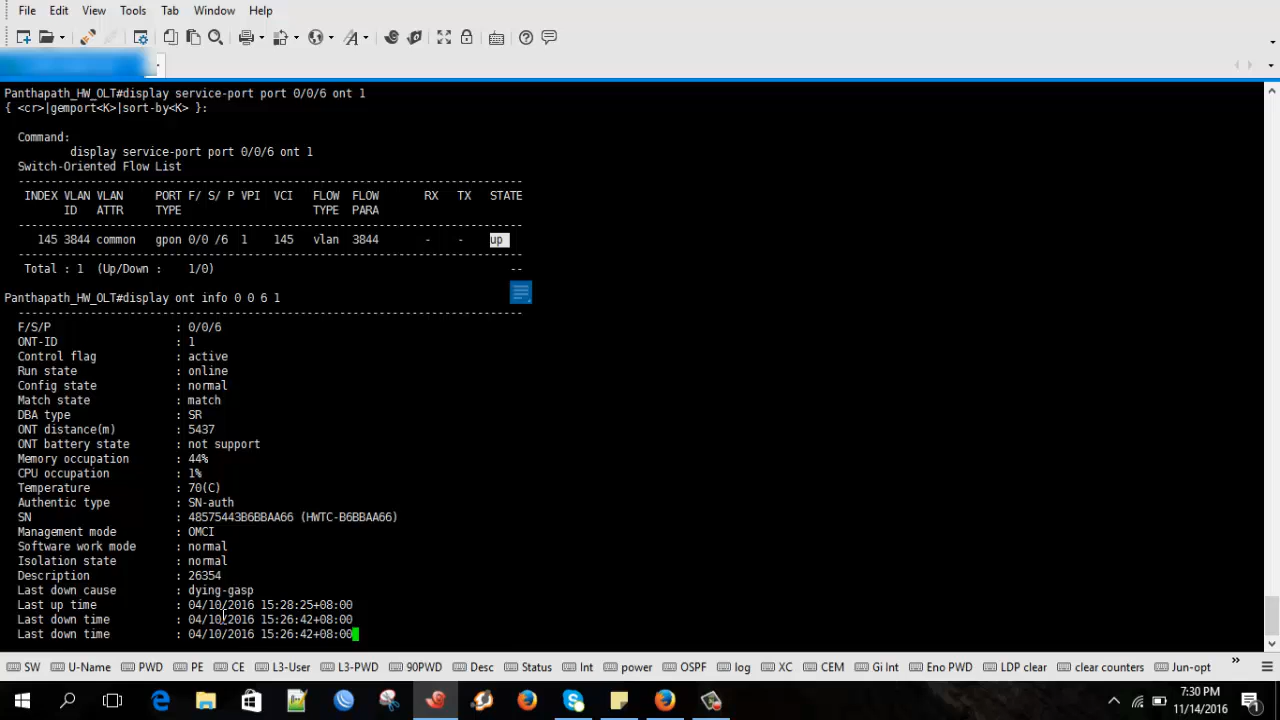 File Edit View Tools Tab Window Help
Panthapath_HW_OLT#display service-port port 0/0/6 ont 1
{ <cr>|gemport<K>|sort-by<K> }:
Command:
display service-port port 0/0/6 ont 1
Switch-Oriented Flow List
-----------------------------------------------------------------------------
INDEX VLAN VLAN PORT F/ S/ P VPI VCI FLOW FLOW RX TX STATE
ID ATTR TYPE TYPE PARA
-----------------------------------------------------------------------------
145 3844 common gpon 0/0 /6 1 145 vlan 3844 - - up
-----------------------------------------------------------------------------
Total : 1 (Up/Down : 1/0) --
Panthapath_HW_OLT#display ont info 0 0 6 1
-----------------------------------------------------------------------------
F/S/P : 0/0/6
ONT-ID : 1
Control flag : active
Run state : online
Config state : normal
Match state : match
DBA type : SR
ONT distance(m) : 5437
ONT battery state : not support
Memory occupation : 44%
CPU occupation : 1%
Temperature : 70(C)
Authentic type : SN-auth
SN : 48575443B6BBAA66 (HWTC-B6BBAA66)
Management mode : OMCI
Software work mode : normal
Isolation state : normal
Description : 26354
Last down cause : dying-gasp
Last up time : 04/10/2016 15:28:25+08:00
Last down time : 04/10/2016 15:26:42+08:00
Last down time : 04/10/2016 15:26:42+08:00
SW U-Name PWD PE CE L3-User L3-PWD 90PWD Desc Status Int power OSPF log XC CEM Gi Int Eno PWD LDP clear clear counters Jun-opt
7:30 PM
11/14/2016